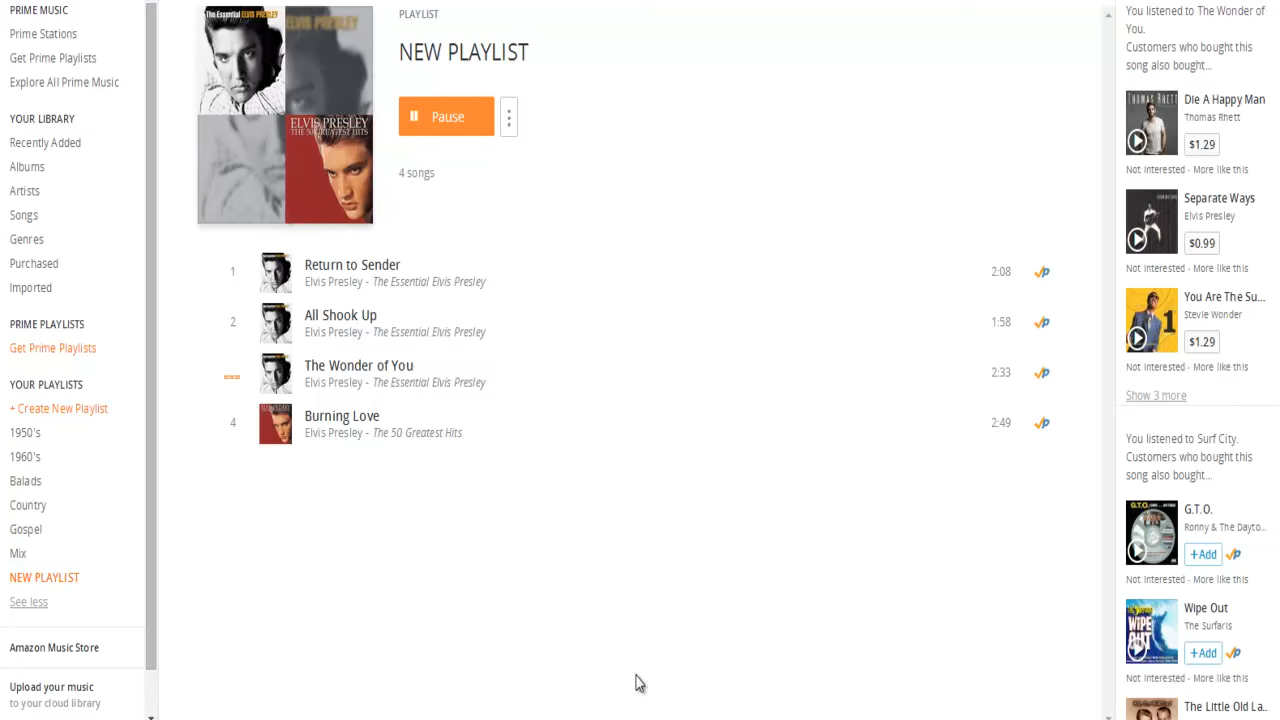 PRIME MUSIC
Prime Stations
Get Prime Playlists
Explore All Prime Music
YOUR LIBRARY
Recently Added
Albums
Artists
Songs
Genres
Purchased
Imported
PRIME PLAYLISTS
Get Prime Playlists
YOUR PLAYLISTS
+ Create New Playlist
1950's
1960's
Balads
Country
Gospel
Mix
NEW PLAYLIST
See less
Amazon Music Store
Upload your music
to your cloud library
The Essential ELVIS PRESLEY
ELVIS PRESLEY
ELVIS PRESLEY
THE 50 GREATEST HITS
PLAYLIST
NEW PLAYLIST
Pause
4 songs
1 Return to Sender 2:08
Elvis Presley - The Essential Elvis Presley
2 All Shook Up 1:58
Elvis Presley - The Essential Elvis Presley
The Wonder of You 2:33
Elvis Presley - The Essential Elvis Presley
4 Burning Love 2:49
Elvis Presley - The 50 Greatest Hits
You listened to The Wonder of
You.
Customers who bought this
song also bought...
THOMAS RHETT
Die A Happy Man
Thomas Rhett
$1.29
Not Interested - More like this
Separate Ways
Elvis Presley
$0.99
Not Interested - More like this
1
You Are The Su...
Stevie Wonder
$1.29
Not Interested - More like this
Show 3 more
You listened to Surf City.
Customers who bought this
song also bought...
G.T.O.
G.T.O.
Ronny & The Dayto...
+Add
Not Interested - More like this
WIPE OUT
Wipe Out
The Surfaris
+Add
Not Interested - More like this
The Little Old La..